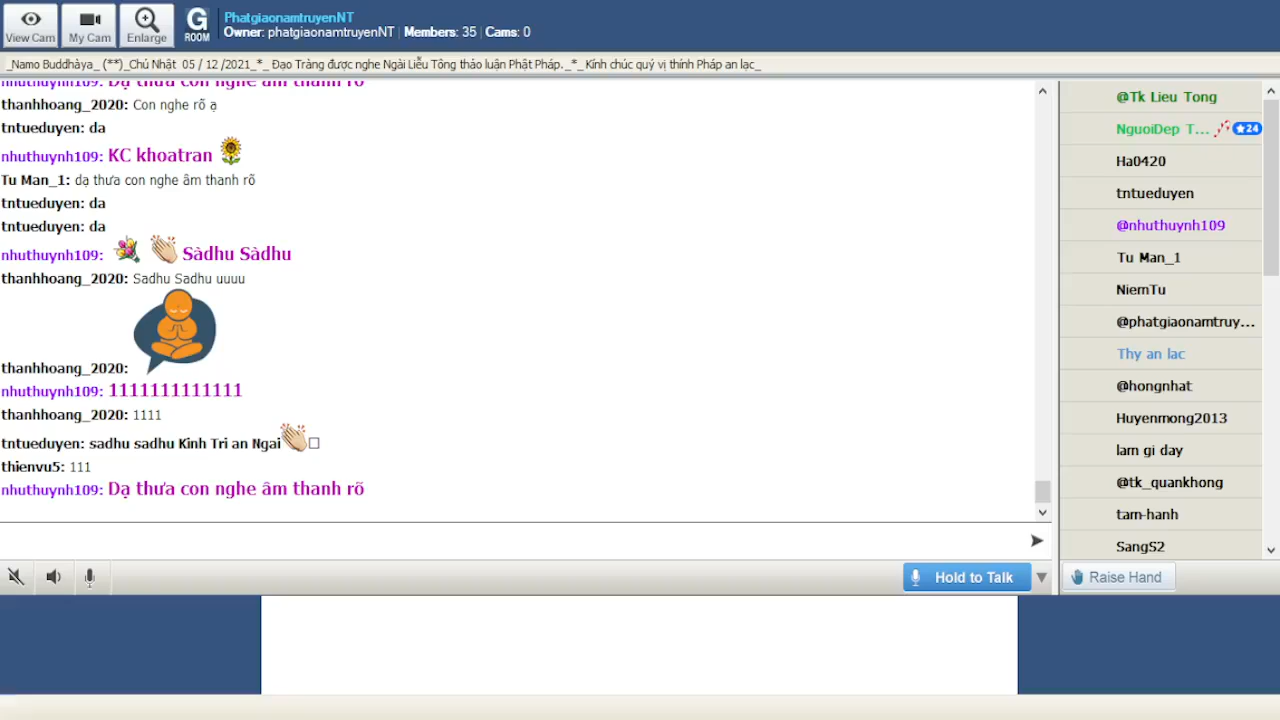 View Cam
My Cam
Enlarge
G
ROOM
PhatgiaonamtruyenNT
Owner: phatgiaonamtruyenNT | Members: 35 | Cams: 0
_Namo Buddhàya_ (**)_Chủ Nhật 05 / 12 /2021_*_ Đạo Tràng được nghe Ngài Liễu Tông thảo luận Phật Pháp._*_Kính chúc quý vị thính Pháp an lạc_
nhuthuynh109: Dạ thưa con nghe âm thanh rõ
thanhhoang_2020: Con nghe rõ ạ
tntueduyen: da
nhuthuynh109: KC khoatran
Tu Man_1: dạ thưa con nghe âm thanh rõ
tntueduyen: da
tntueduyen: da
nhuthuynh109: Sàdhu Sàdhu
thanhhoang_2020: Sadhu Sadhu uuuu
thanhhoang_2020:
nhuthuynh109: 1111111111111
thanhhoang_2020: 1111
tntueduyen: sadhu sadhu Kinh Tri an Ngai
thienvu5: 111
nhuthuynh109: Dạ thưa con nghe âm thanh rõ
@Tk Lieu Tong
NguoiDep T... 24
Ha0420
tntueduyen
@nhuthuynh109
Tu Man_1
NiemTu
@phatgiaonamtruy...
Thy an lac
@hongnhat
Huyenmong2013
lam gi day
@tk_quankhong
tam-hanh
SangS2
Hold to Talk
Raise Hand